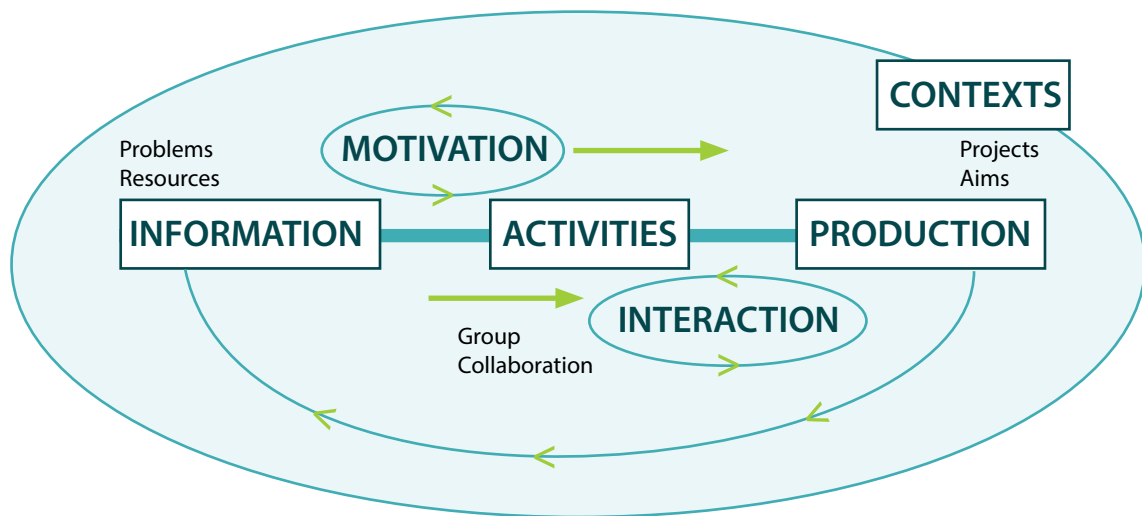 CONTEXTS
MOTIVATION
Problems
Resources
Projects
Aims
INFORMATION
ACTIVITIES
PRODUCTION
INTERACTION
Group
Collaboration